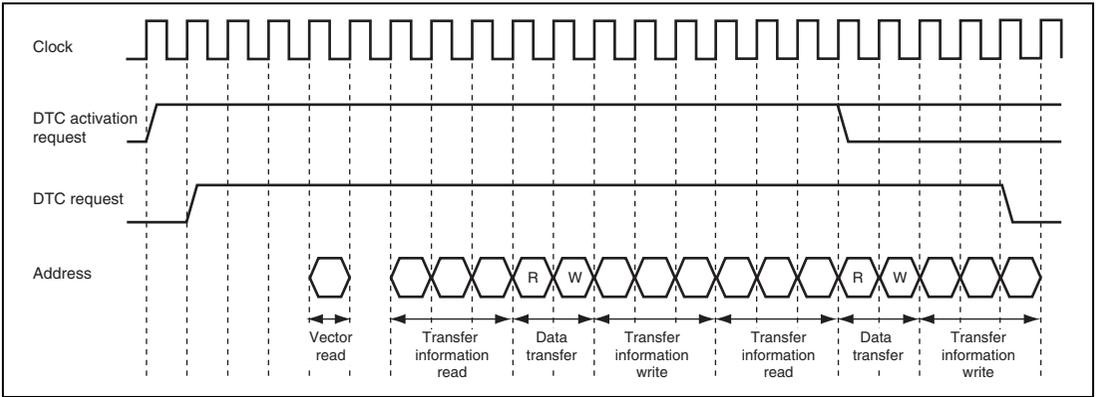 Clock
DTC activation
request
DTC request
Address
R
W
R
W
Vector
read
Transfer
information
read
Data
transfer
Transfer
information
write
Transfer
information
read
Data
transfer
Transfer
information
write